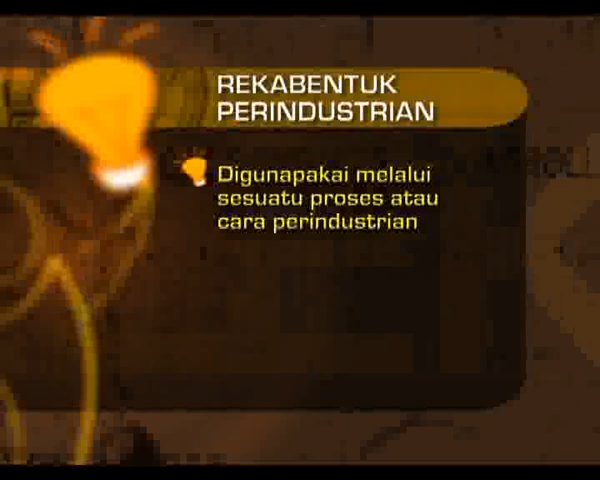 REKABENTUK
PERINDUSTRIAN
Digunapakai melalui
sesuatu proses atau
cara perindustrian